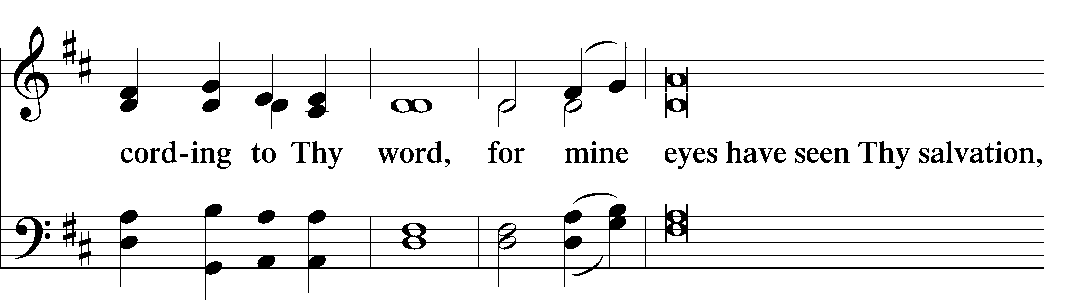 cord-ing to Thy word, for mine eyes have seen Thy salvation,